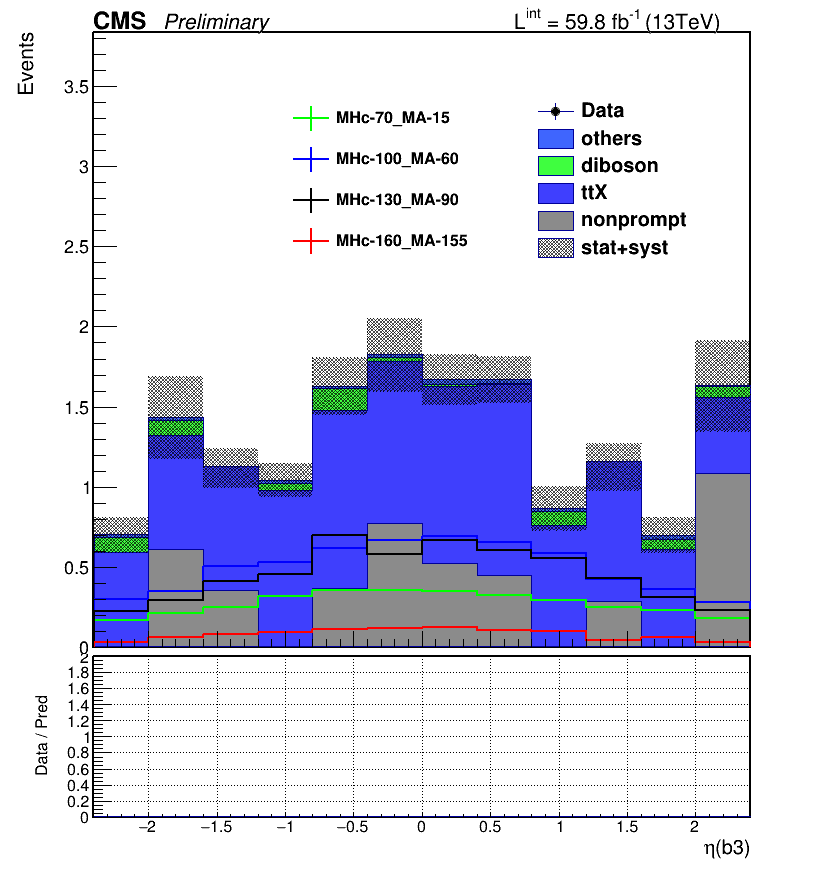 CMS Preliminary L^int = 59.8 fb^-1 (13TeV)
Events
3.5
3
2.5
2
1.5
1
0.5
0
MHc-70_MA-15
MHc-100_MA-60
MHc-130_MA-90
MHc-160_MA-155
Data
others
diboson
ttX
nonprompt
stat+syst
Data / Pred
2
1.8
1.6
1.4
1.2
1
0.8
0.6
0.4
0.2
0
−2 −1.5 −1 −0.5 0 0.5 1 1.5 2
η(b3)